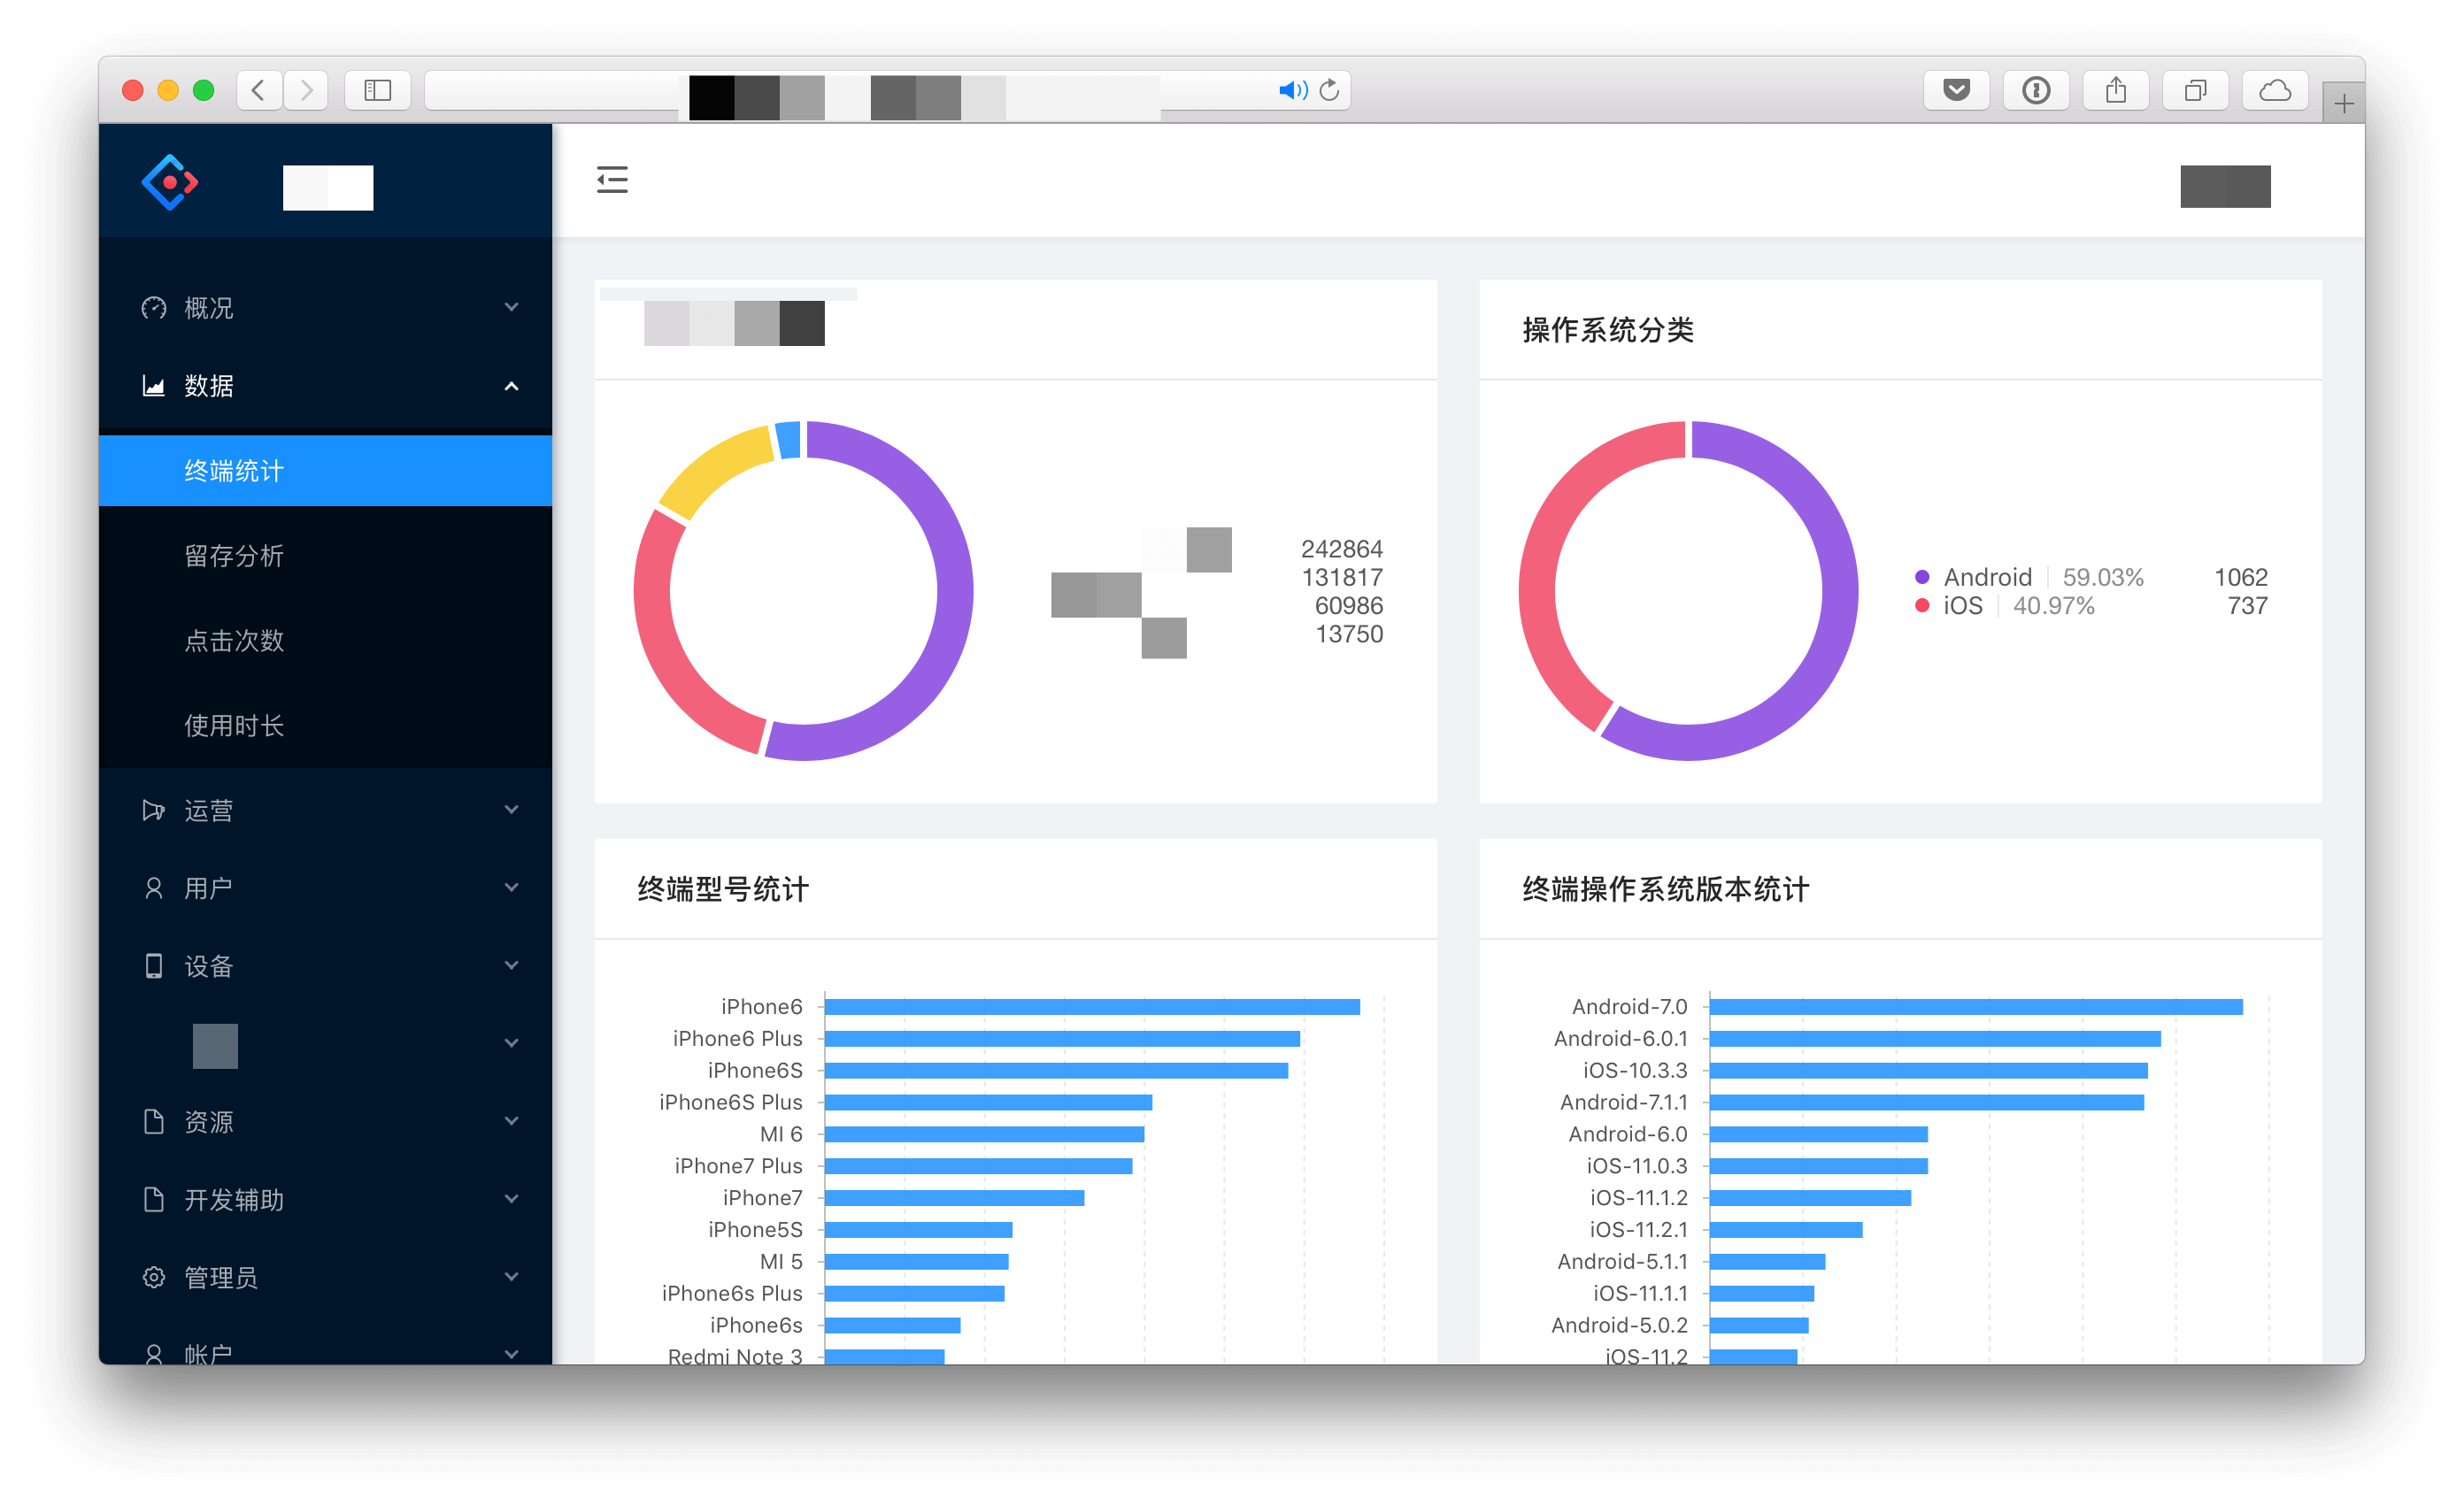 概况
数据
终端统计
留存分析
点击次数
使用时长
运营
用户
设备
资源
开发辅助
管理员
帐户
242864
131817
60986
13750
操作系统分类
Android 59.03% 1062
iOS 40.97% 737
终端型号统计
iPhone6
iPhone6 Plus
iPhone6S
iPhone6S Plus
MI 6
iPhone7 Plus
iPhone7
iPhone5S
MI 5
iPhone6s Plus
iPhone6s
Redmi Note 3
终端操作系统版本统计
Android-7.0
Android-6.0.1
iOS-10.3.3
Android-7.1.1
Android-6.0
iOS-11.0.3
iOS-11.1.2
iOS-11.2.1
Android-5.1.1
iOS-11.1.1
Android-5.0.2
iOS-11.2